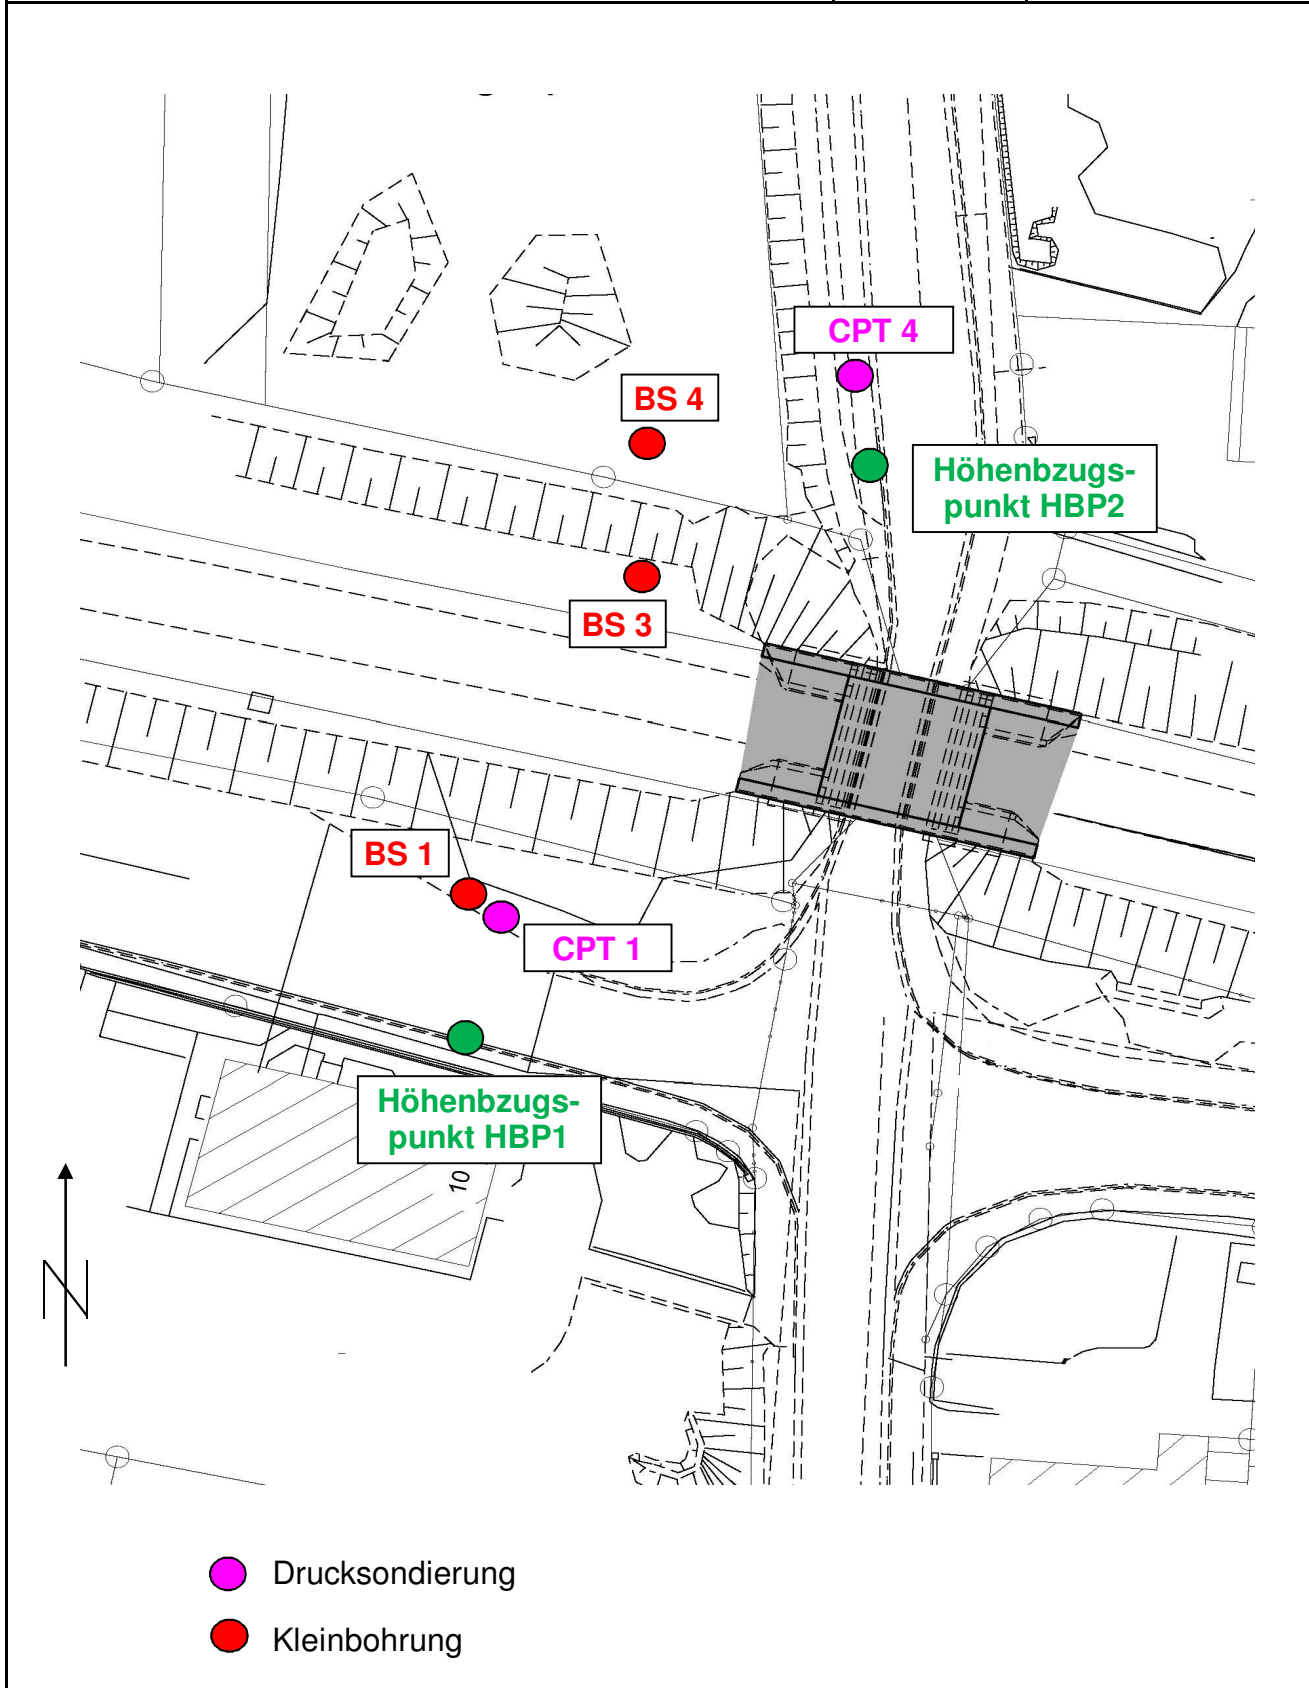 CPT 4
BS 4
Höhenbzugs-
punkt HBP2
BS 3
BS 1
CPT 1
Höhenbzugs-
punkt HBP1
10
N
Drucksondierung
Kleinbohrung